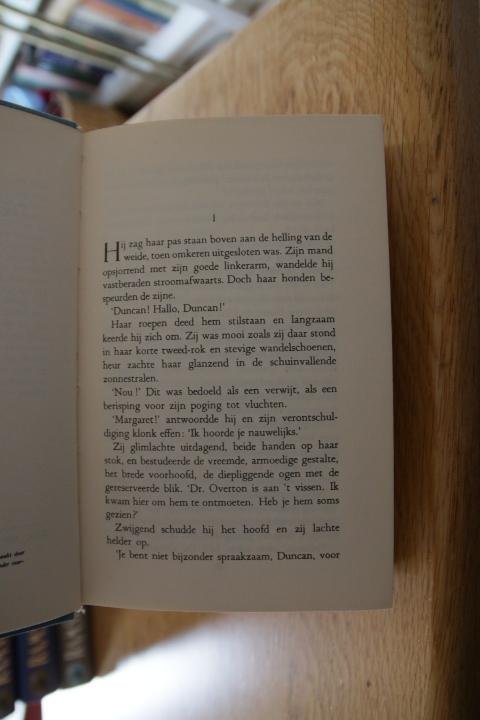 1
Hij zag haar pas staan boven aan de helling van de
weide, toen omkeren uitgesloten was. Zijn mand
opsjorrend met zijn goede linkerarm, wandelde hij
vastberaden stroomafwaarts. Doch haar honden be-
speurden de zijne.
'Duncan! Hallo, Duncan!'
Haar roepen deed hem stilstaan en langzaam
keerde hij zich om. Zij was mooi zoals zij daar stond
in haar korte tweed-rok en stevige wandelschoenen,
heur zachte haar glanzend in de schuinvallende
zonnestralen.
'Nou!' Dit was bedoeld als een verwijt, als een
berisping voor zijn poging tot vluchten.
'Margaret!' antwoordde hij en zijn verontschul-
diging klonk effen: 'Ik hoorde je nauwelijks.'
Zij glimlachte uitdagend, beide handen op haar
stok, en bestudeerde de vreemde, armoedige gestalte,
het brede voorhoofd, de diepliggende ogen met de
gereserveerde blik. 'Dr. Overton is aan 't vissen. Ik
kwam hier om hem te ontmoeten. Heb je hem soms
gezien?'
Zwijgend schudde hij het hoofd en zij lachte
helder op.
'Je bent niet bijzonder spraakzaam, Duncan, voor